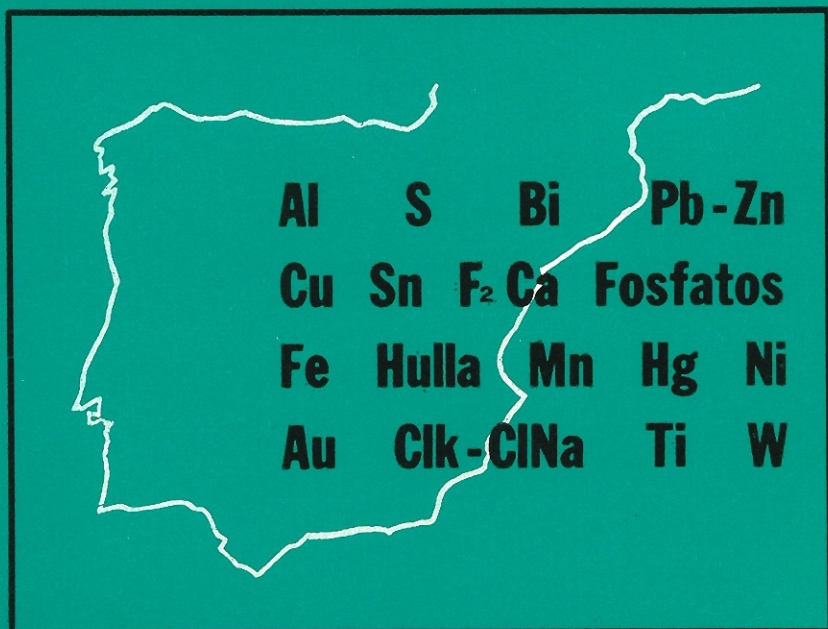 Al S Bi Pb-Zn
Cu Sn F₂Ca Fosfatos
Fe Hulla Mn Hg Ni
Au Clk-ClNa Ti W